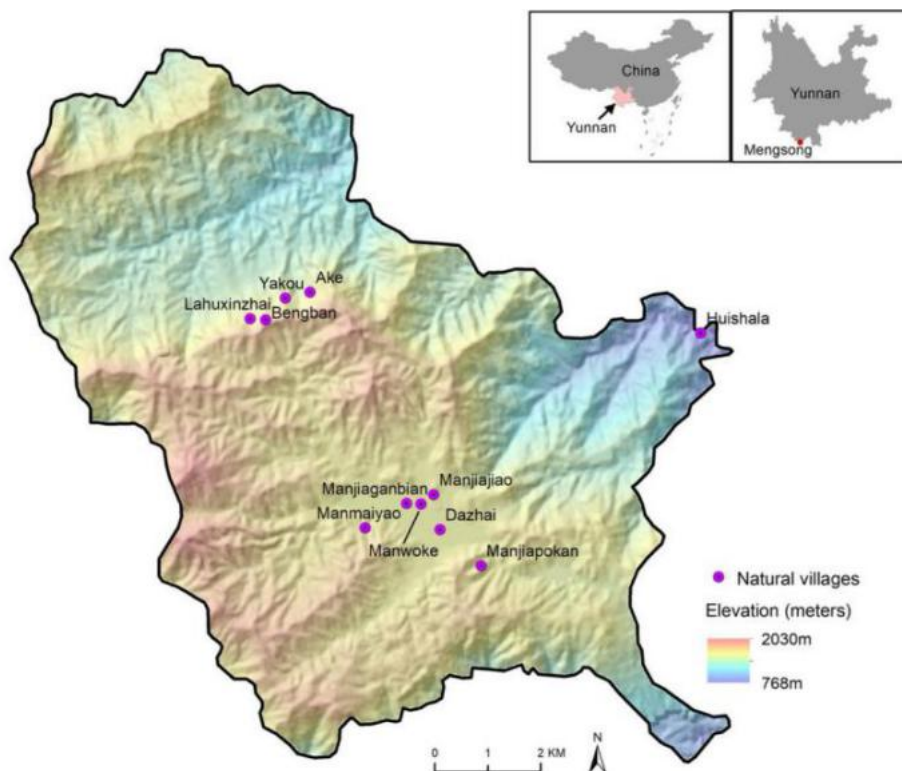 China
Yunnan
Yunnan
Mengsong
Yakou
Ake
Lahuxinzhai
Bengban
Huishala
Manjiaganbian
Manjiajiao
Manmaiyao
Dazhai
Manwoke
Manjiapokan
Natural villages
Elevation (meters)
2030m
768m
N
0 1 2 KM